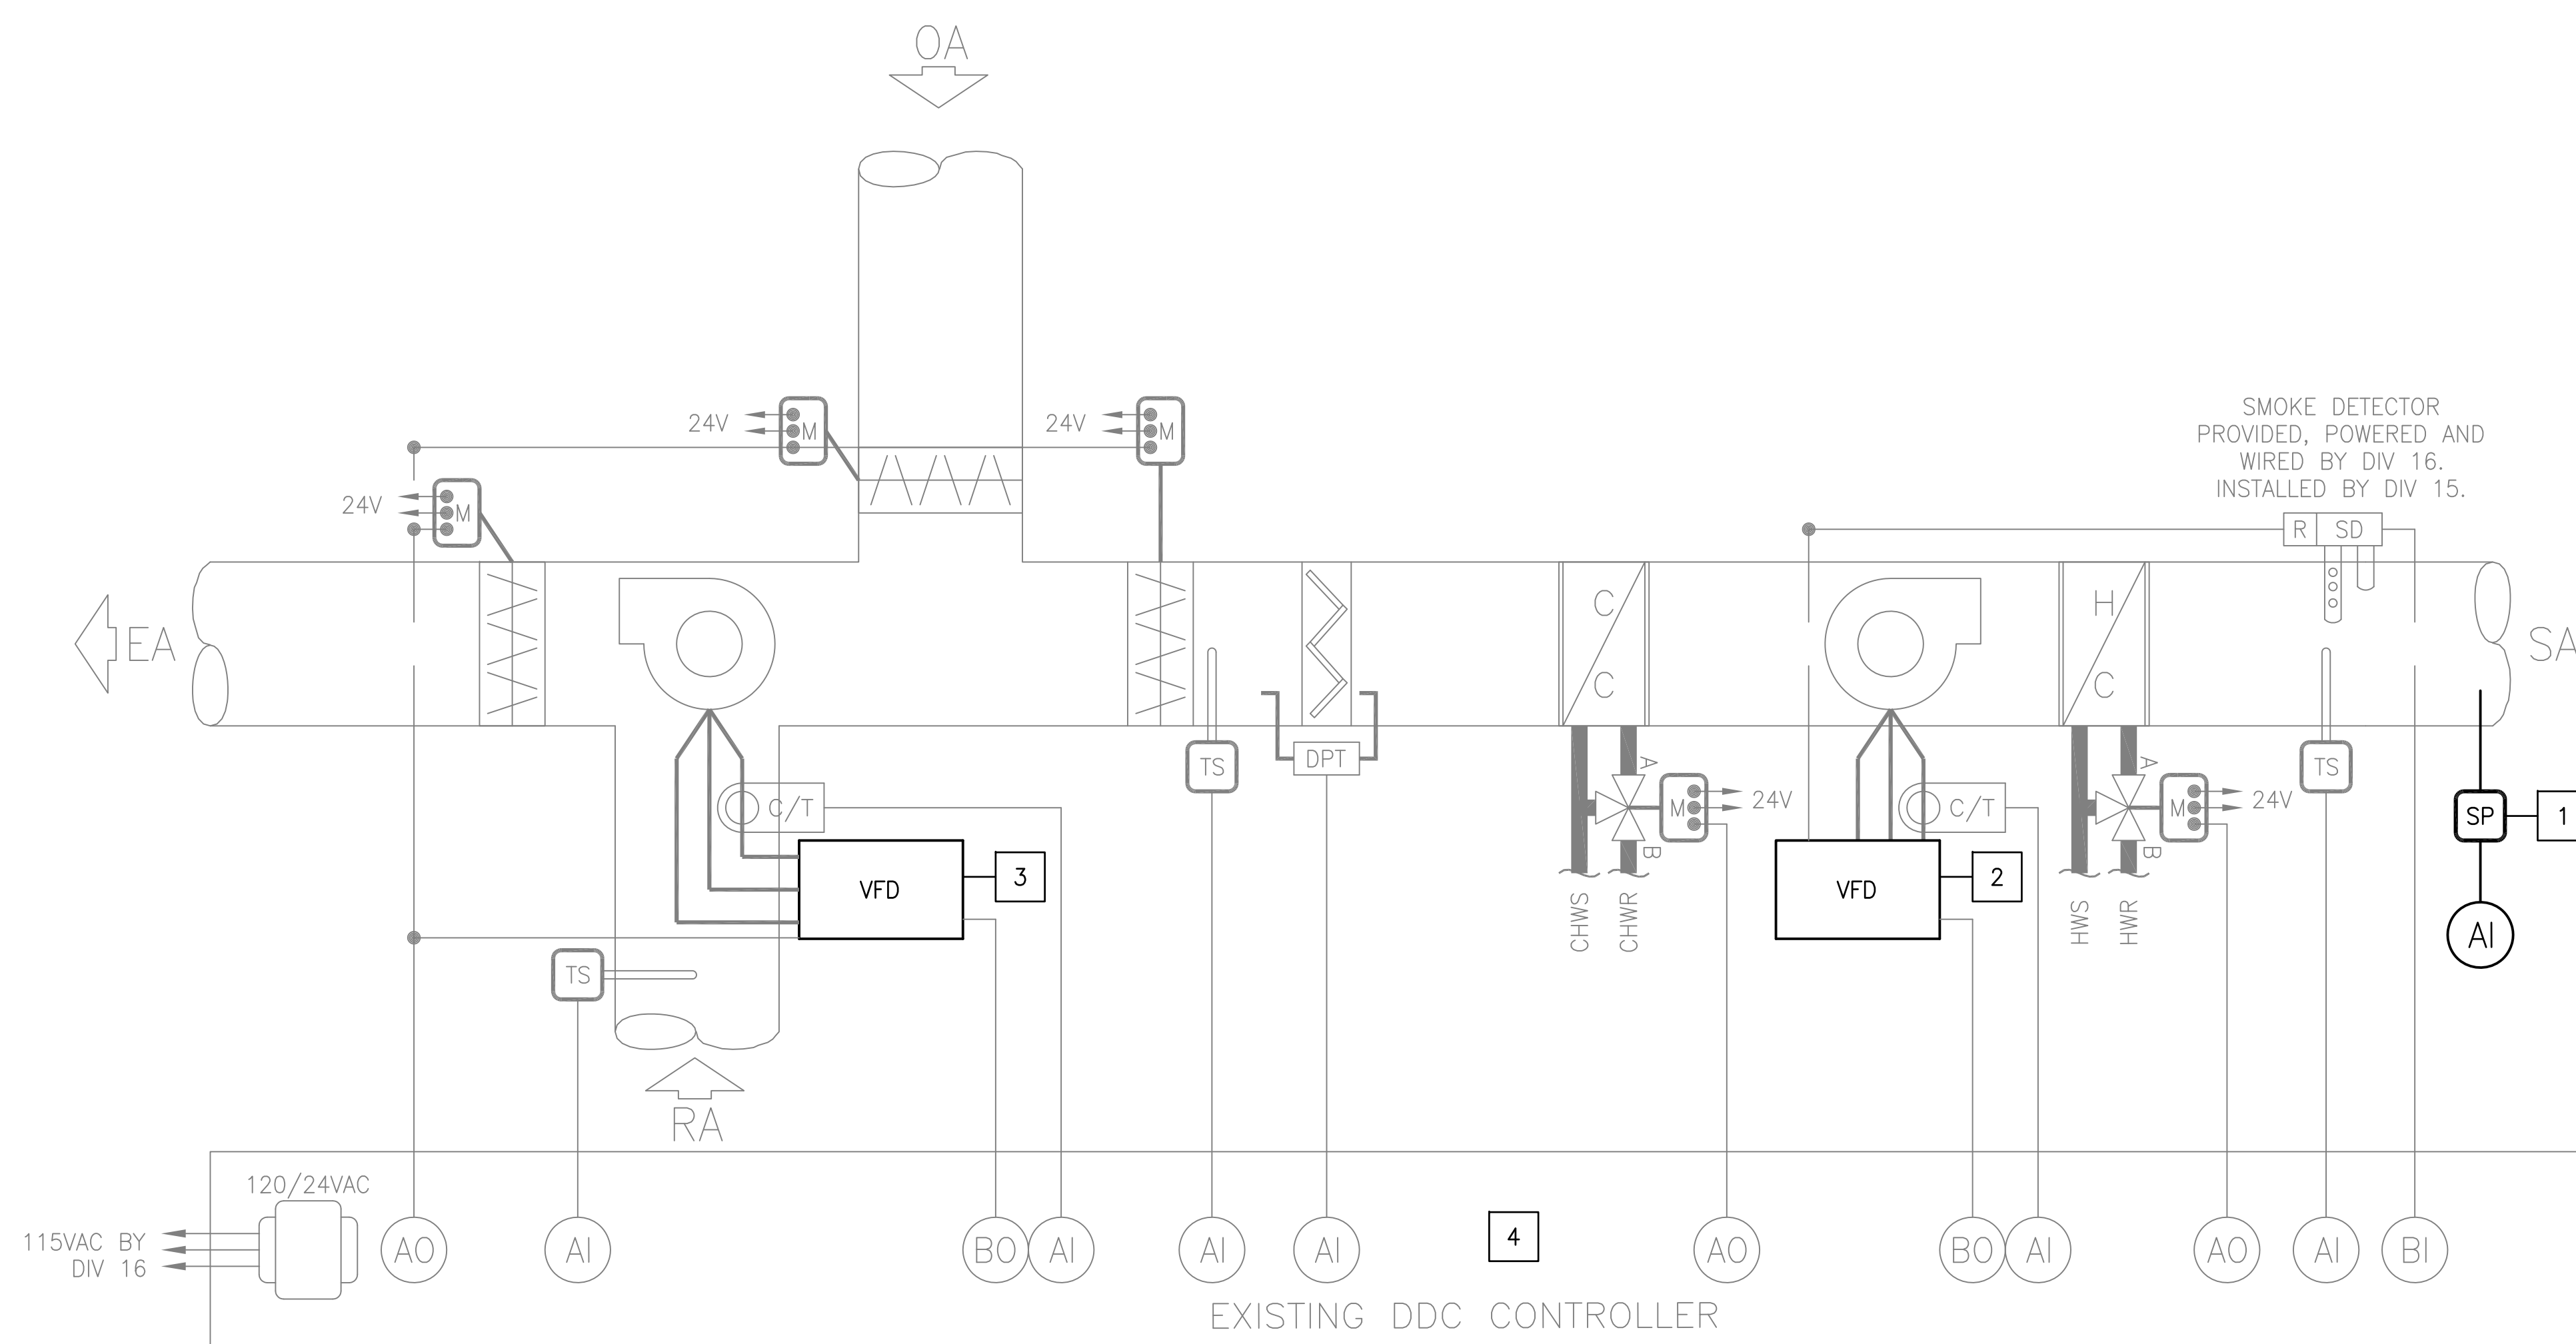 OA
24V
M
24V
M
24V
M
SMOKE DETECTOR
PROVIDED, POWERED AND
WIRED BY DIV 16.
INSTALLED BY DIV 15.
R
SD
EA
C
C
H
C
SA
TS
DPT
TS
C/T
A
M
24V
B
C/T
A
M
24V
B
SP
1
VFD
3
VFD
2
CHWS
CHWR
HWS
HWR
AI
TS
RA
120/24VAC
115VAC BY
DIV 16
AO
AI
BO
AI
AI
AI
4
AO
BO
AI
AO
AI
BI
EXISTING DDC CONTROLLER